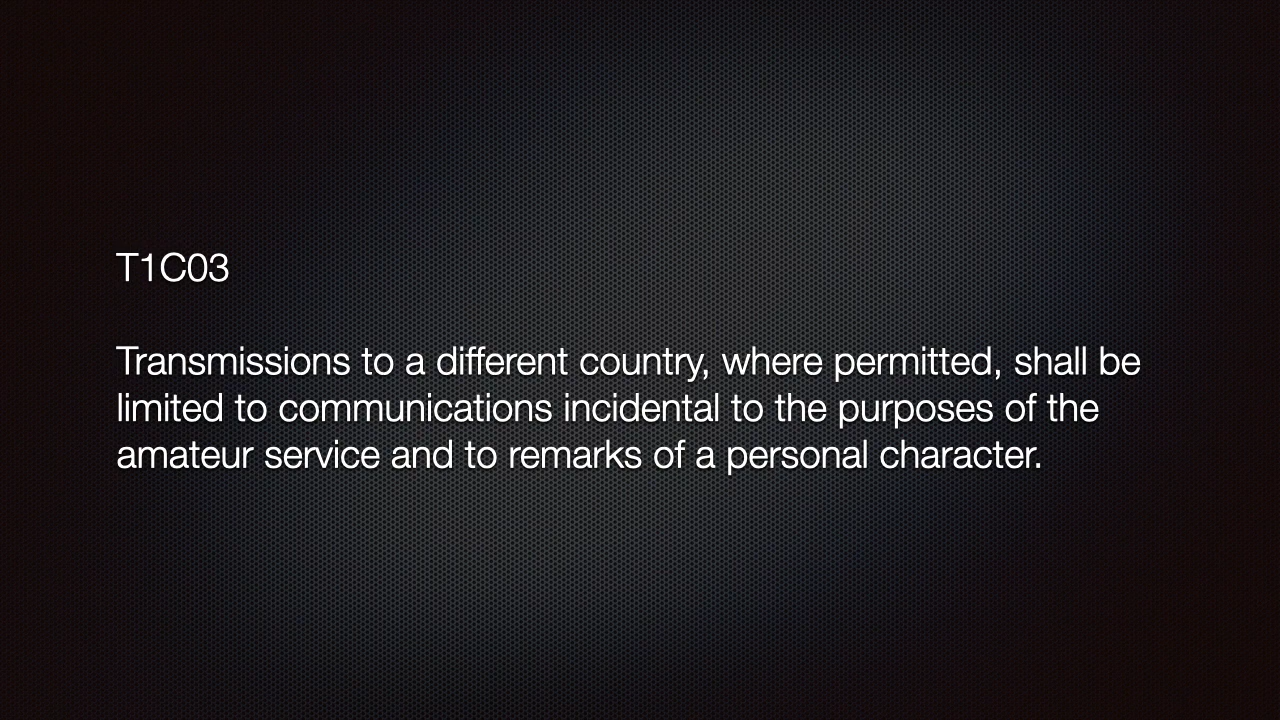 T1C03
Transmissions to a different country, where permitted, shall be
limited to communications incidental to the purposes of the
amateur service and to remarks of a personal character.